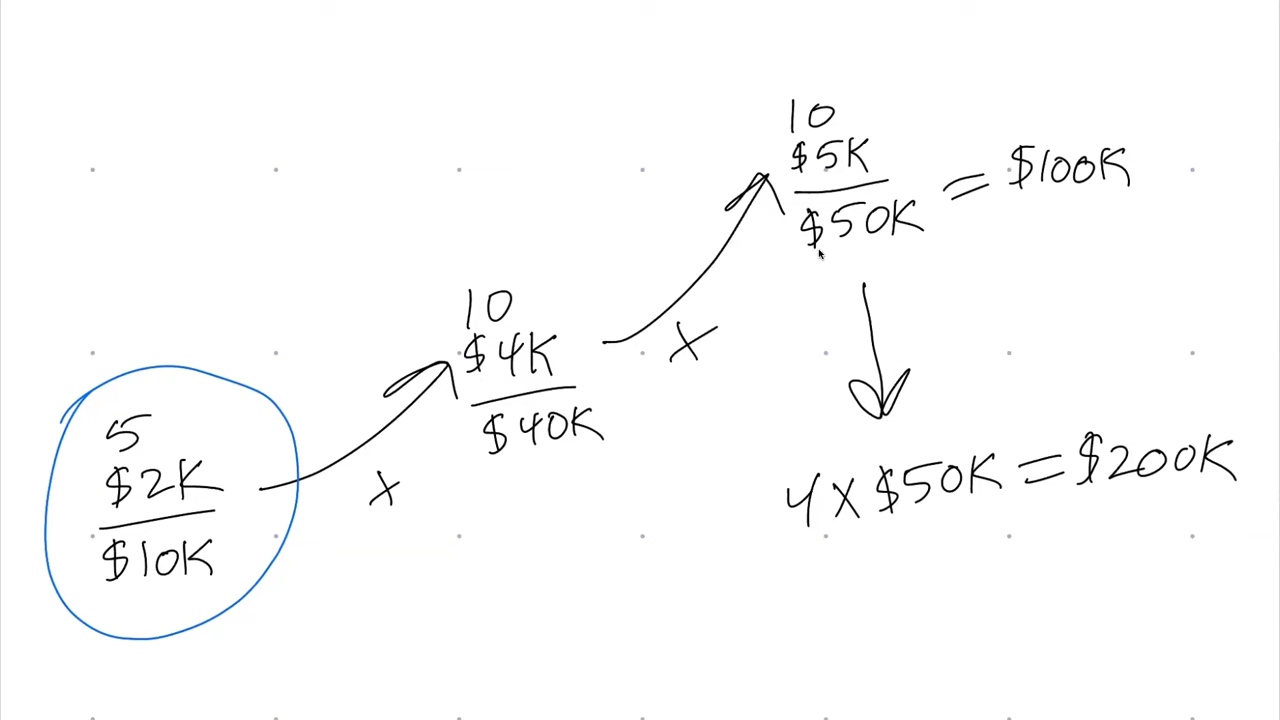 10
$5K = $100K
$50K
10
$4K
X
$40K
5
$2K
X
$10K
4 X $50K = $200K